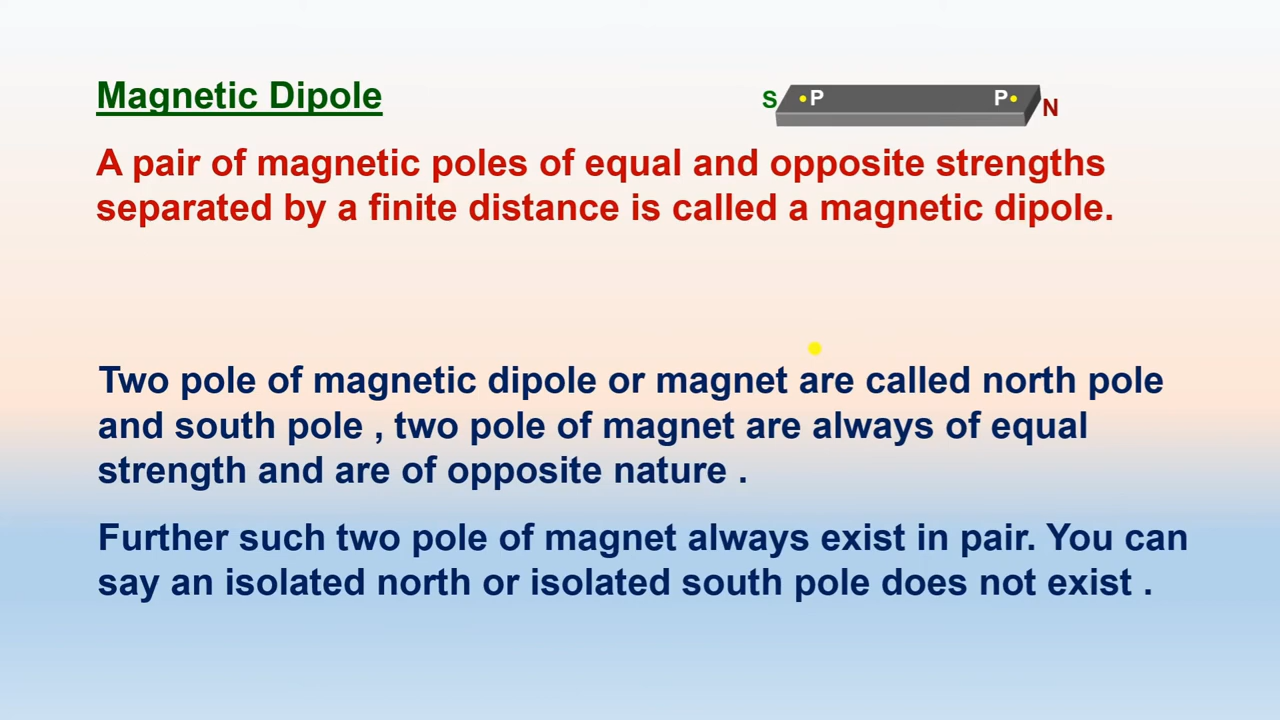 Magnetic Dipole
S P P N
A pair of magnetic poles of equal and opposite strengths
separated by a finite distance is called a magnetic dipole.
Two pole of magnetic dipole or magnet are called north pole
and south pole , two pole of magnet are always of equal
strength and are of opposite nature .
Further such two pole of magnet always exist in pair. You can
say an isolated north or isolated south pole does not exist .